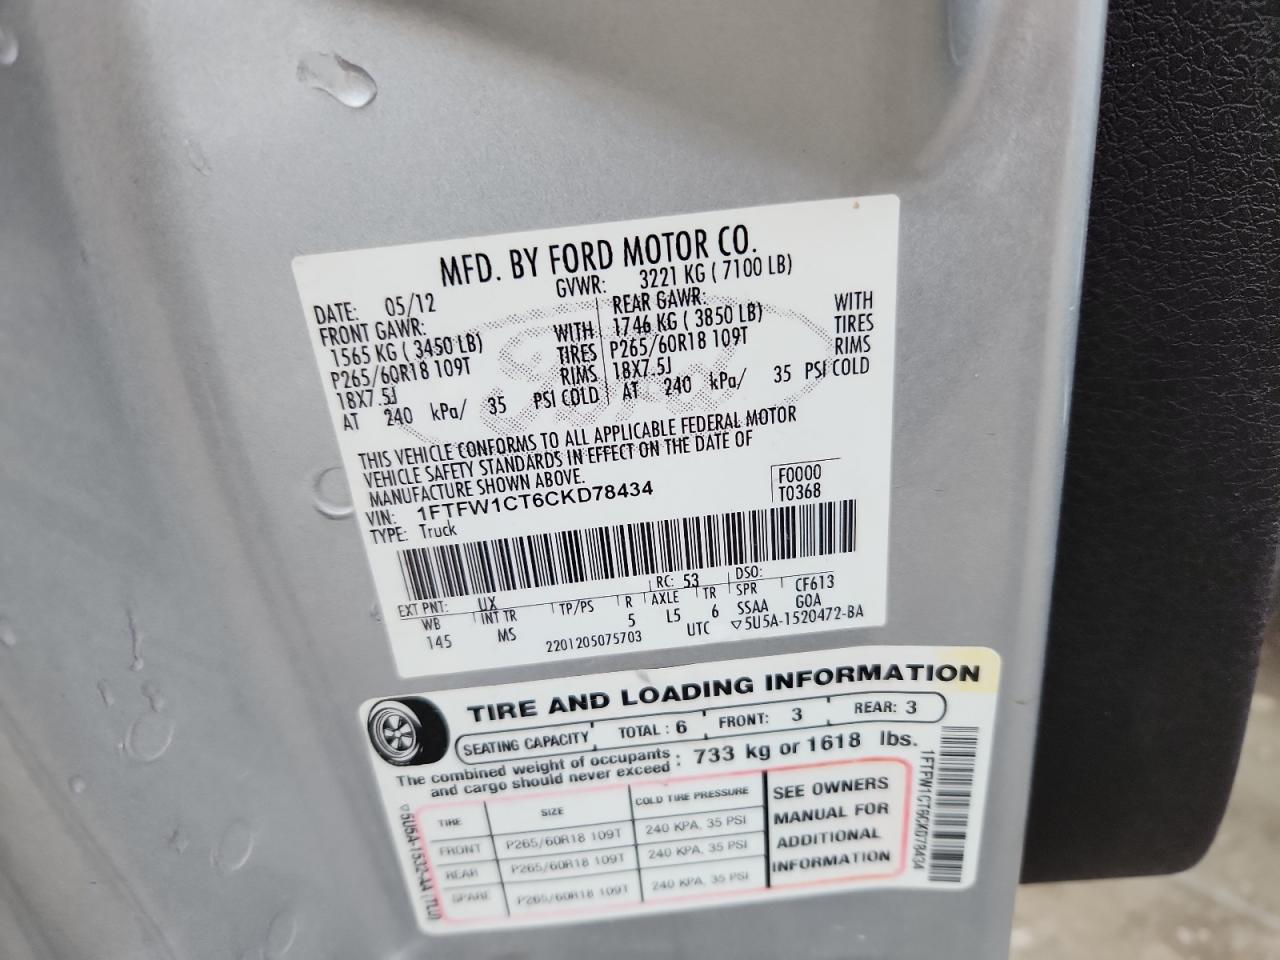 MFD. BY FORD MOTOR CO.
DATE: 05/12 GVWR: 3221 KG ( 7100 LB)
FRONT GAWR: REAR GAWR:
1565 KG ( 3450 LB) WITH 1746 KG ( 3850 LB) WITH
P265/60R18 109T TIRES P265/60R18 109T TIRES
18X7.5J RIMS 18X7.5J RIMS
AT 240 kPa/ 35 PSI COLD AT 240 kPa/ 35 PSI COLD
THIS VEHICLE CONFORMS TO ALL APPLICABLE FEDERAL MOTOR
VEHICLE SAFETY STANDARDS IN EFFECT ON THE DATE OF
MANUFACTURE SHOWN ABOVE.
VIN: 1FTFW1CT6CKD78434 F0000
TYPE: Truck T0368
EXT PNT: UX RC: 53 DSO:
WB INT TR TP/PS R AXLE TR SPR CF613
145 MS 5 L5 6 SSAA GOA
2201205075703 UTC ▽5U5A-1520472-BA
TIRE AND LOADING INFORMATION
SEATING CAPACITY TOTAL : 6 FRONT: 3 REAR: 3
The combined weight of occupants : 733 kg or 1618 lbs.
and cargo should never exceed
TIRE SIZE COLD TIRE PRESSURE SEE OWNERS
FRONT P265/60R18 109T 240 KPA, 35 PSI MANUAL FOR
REAR P265/60R18 109T 240 KPA, 35 PSI ADDITIONAL
SPARE P265/60R18 109T 240 KPA, 35 PSI INFORMATION
▽5U5A-1532-AA (7LU)
1FTFW1CT6CKD78434